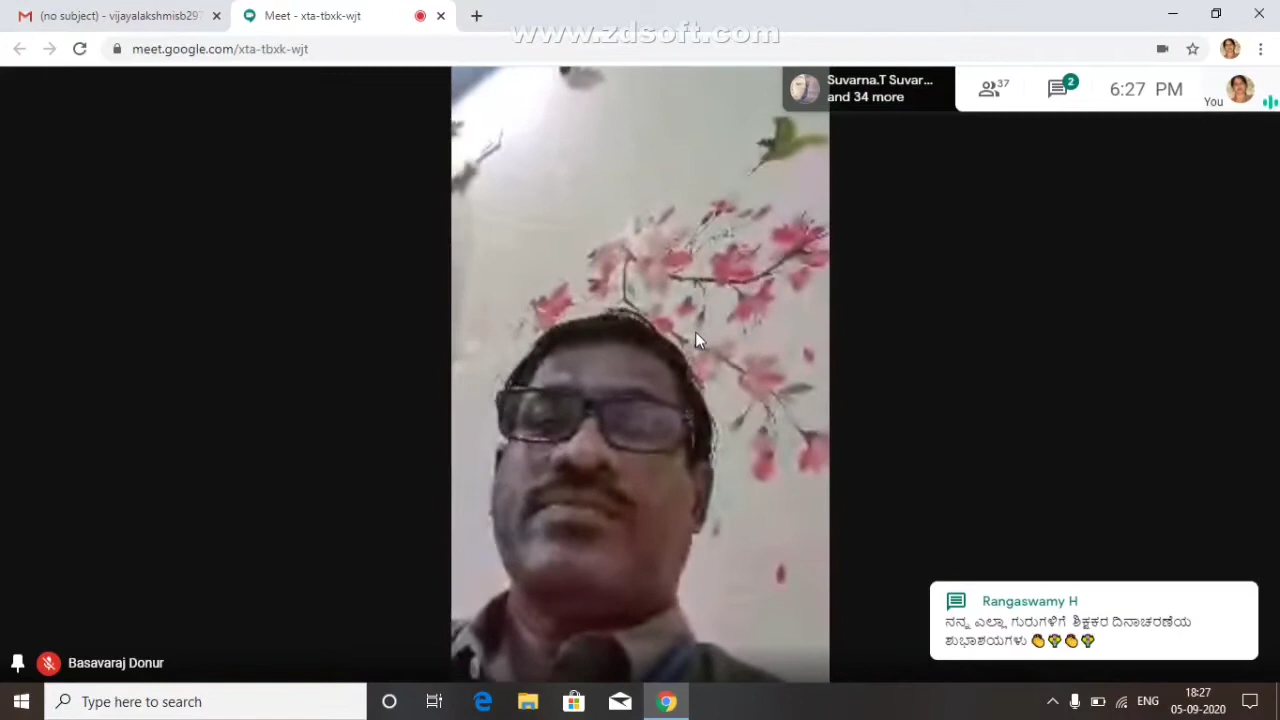 (no subject) - vijayalakshmisb297
Meet - xta-tbxk-wjt
www.zdsoft.com
meet.google.com/xta-tbxk-wjt
Suvarna.T Suvar...
and 34 more
37
2
6:27 PM
You
Rangaswamy H
ನನ್ನ ಎಲ್ಲಾ ಗುರುಗಳಿಗೆ ಶಿಕ್ಷಕರ ದಿನಾಚರಣೆಯ
ಶುಭಾಶಯಗಳು 👏💐👏💐
Basavaraj Donur
Type here to search
ENG
18:27
05-09-2020